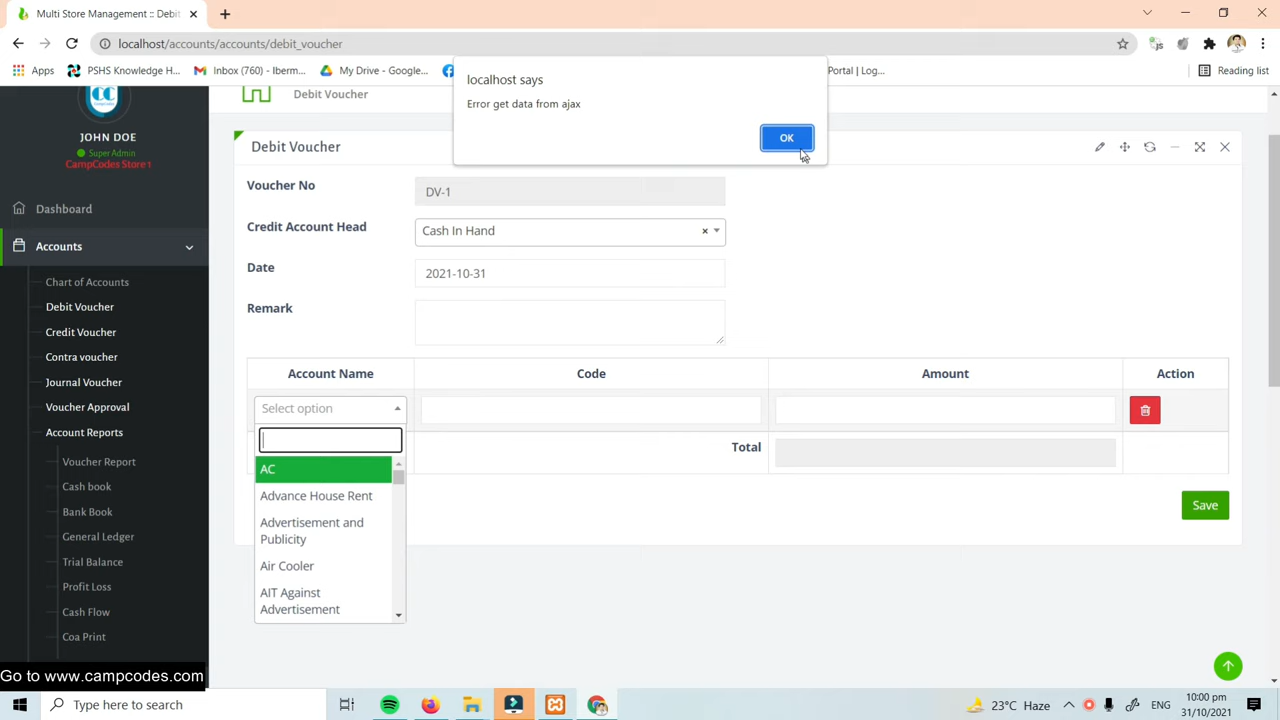 Multi Store Management :: Debit
localhost/accounts/accounts/debit_voucher
Apps
PSHS Knowledge H...
Inbox (760) - Iberm...
My Drive - Google...
Portal | Log...
Reading list
localhost says
Error get data from ajax
OK
CC
JOHN DOE
Super Admin
CampCodes Store 1
Dashboard
Accounts
Chart of Accounts
Debit Voucher
Credit Voucher
Contra voucher
Journal Voucher
Voucher Approval
Account Reports
Voucher Report
Cash book
Bank Book
General Ledger
Trial Balance
Profit Loss
Cash Flow
Coa Print
Debit Voucher
Debit Voucher
Voucher No
DV-1
Credit Account Head
Cash In Hand
×
Date
2021-10-31
Remark
Account Name
Code
Amount
Action
Select option
Total
AC
Advance House Rent
Advertisement and
Publicity
Air Cooler
AIT Against
Advertisement
Save
Go to www.campcodes.com
Type here to search
23°C Haze
ENG
10:00 pm
31/10/2021